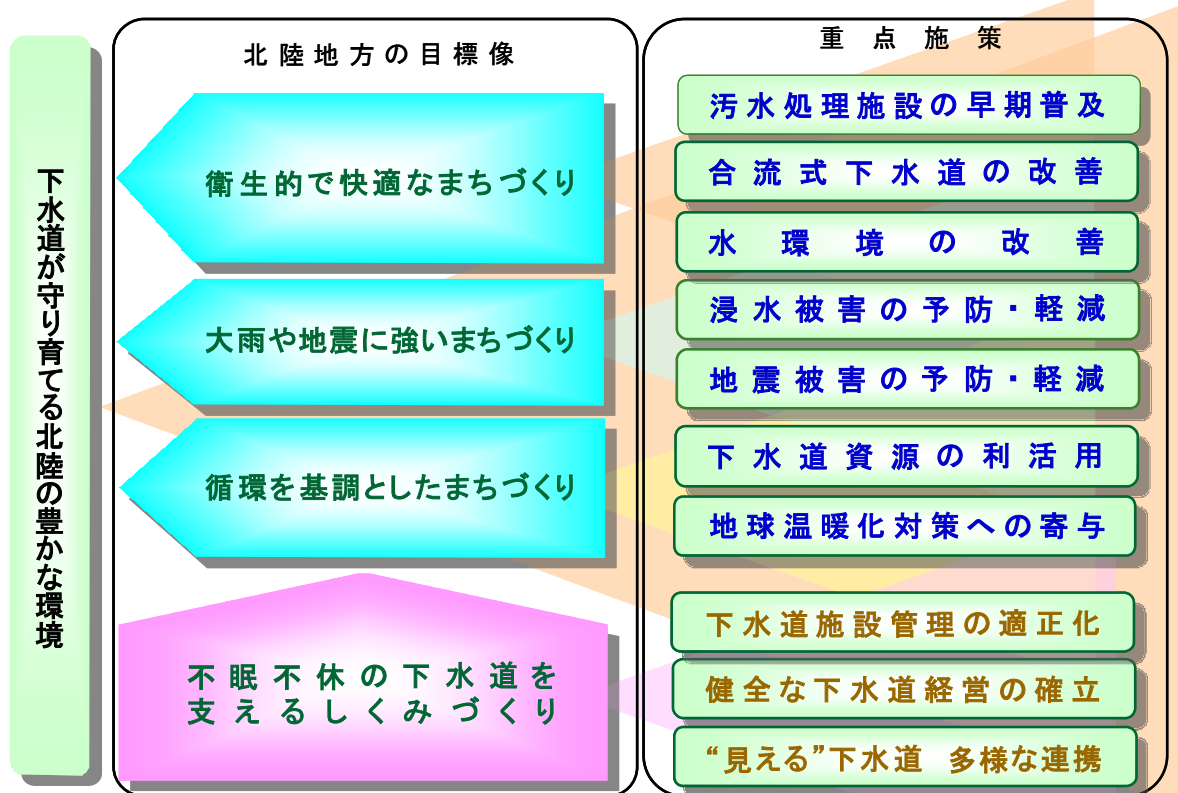 下水道が守り育てる北陸の豊かな環境
北陸地方の目標像
衛生的で快適なまちづくり
大雨や地震に強いまちづくり
循環を基調としたまちづくり
不眠不休の下水道を
支えるしくみづくり
重点施策
汚水処理施設の早期普及
合流式下水道の改善
水環境の改善
浸水被害の予防・軽減
地震被害の予防・軽減
下水道資源の利活用
地球温暖化対策への寄与
下水道施設管理の適正化
健全な下水道経営の確立
“見える”下水道　多様な連携